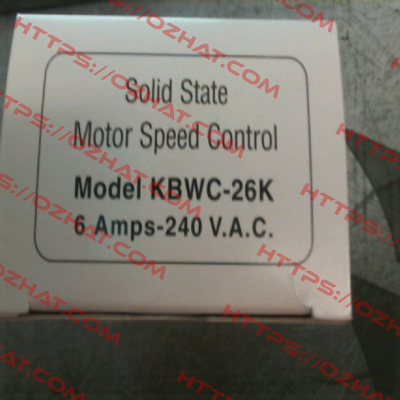 Solid State
Motor Speed Control
Model KBWC-26K
6 Amps-240 V.A.C.
HTTPS://OZHAT.COM